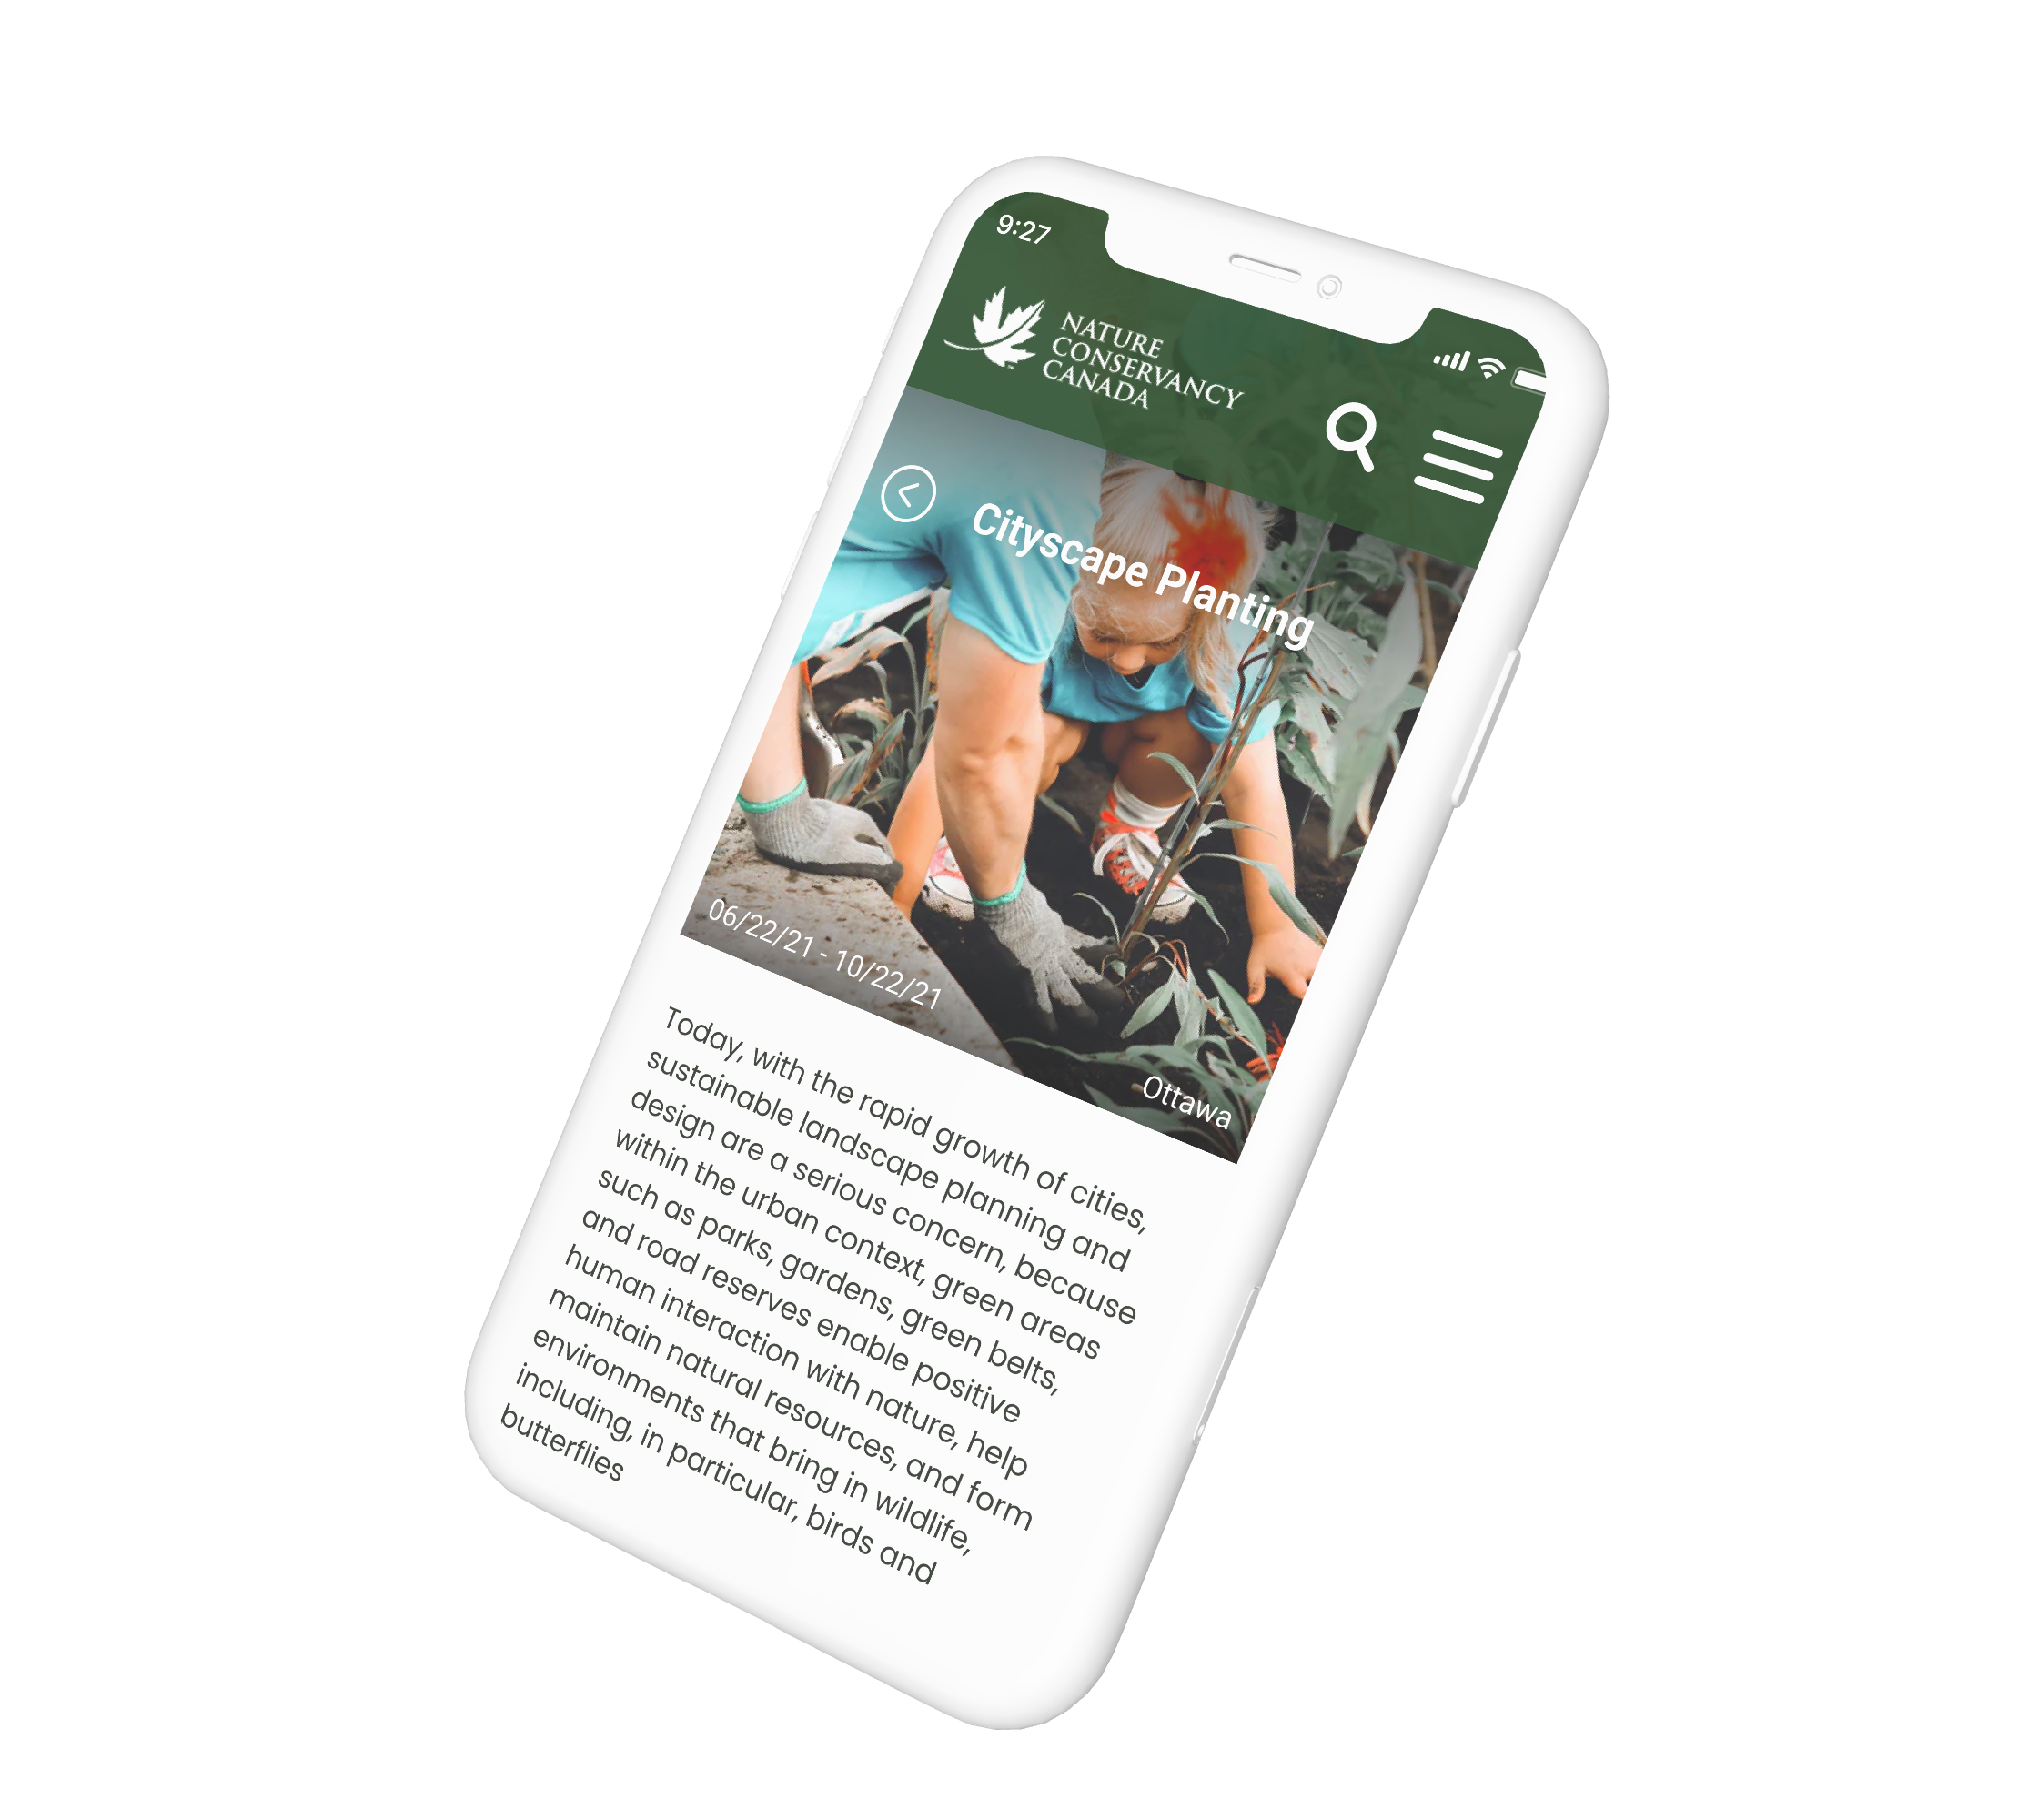 9:27
NATURE
CONSERVANCY
CANADA
Cityscape Planting
06/22/21 - 10/22/21
Ottawa
Today, with the rapid growth of cities,
sustainable landscape planning and
design are a serious concern, because
within the urban context, green areas
such as parks, gardens, green belts,
and road reserves enable positive
human interaction with nature, help
maintain natural resources, and form
environments that bring in wildlife,
including, in particular, birds and
butterflies